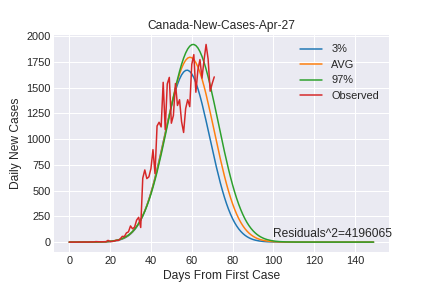 Canada-New-Cases-Apr-27
2000
1750
1500
1250
1000
750
500
250
0
Daily New Cases
3%
AVG
97%
Observed
Residuals^2=4196065
0 20 40 60 80 100 120 140
Days From First Case